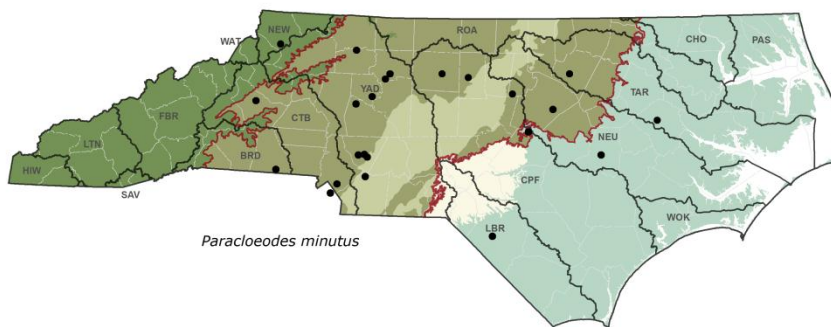 NEW
ROA
CHO
PAS
WAT
TAR
YAD
FBR
CTB
LTN
NEU
BRD
HIW
CPF
SAV
WOK
LBR
Paracloeodes minutus